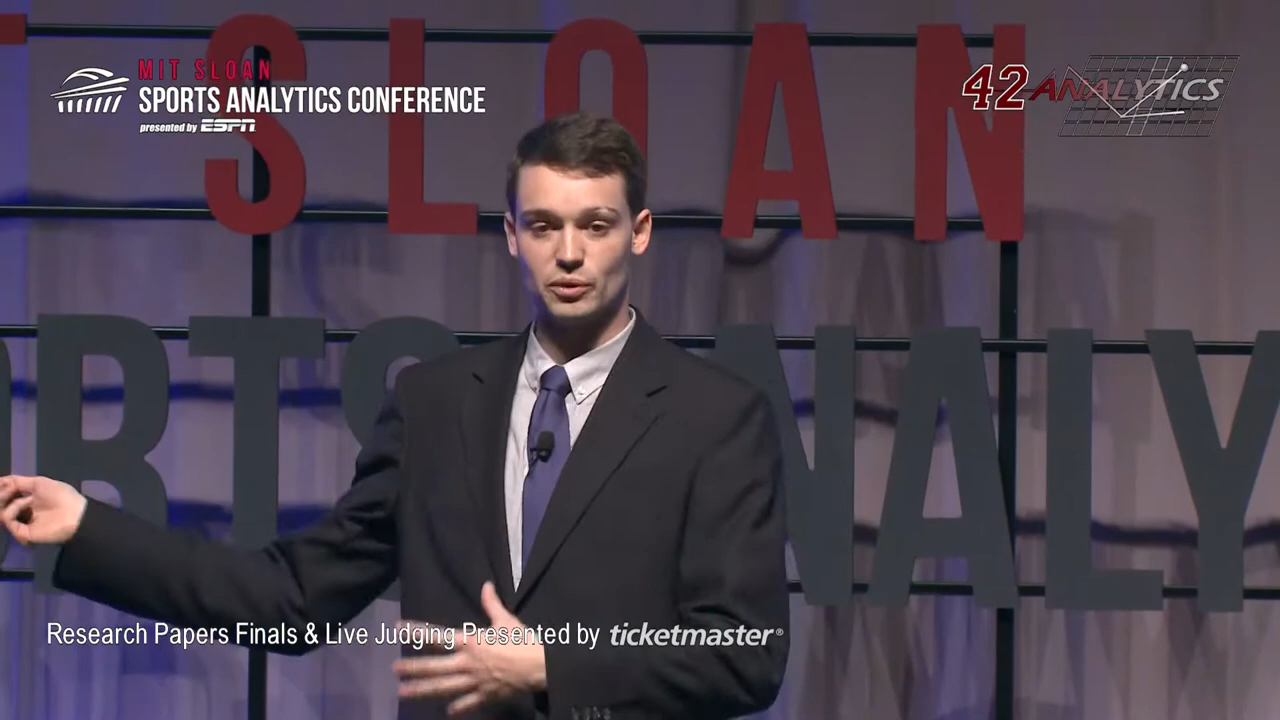 SLOAN
MIT SLOAN
SPORTS ANALYTICS CONFERENCE
presented by ESPN
42 ANALYTICS
ORTS ANALY
Research Papers Finals & Live Judging Presented by ticketmaster®